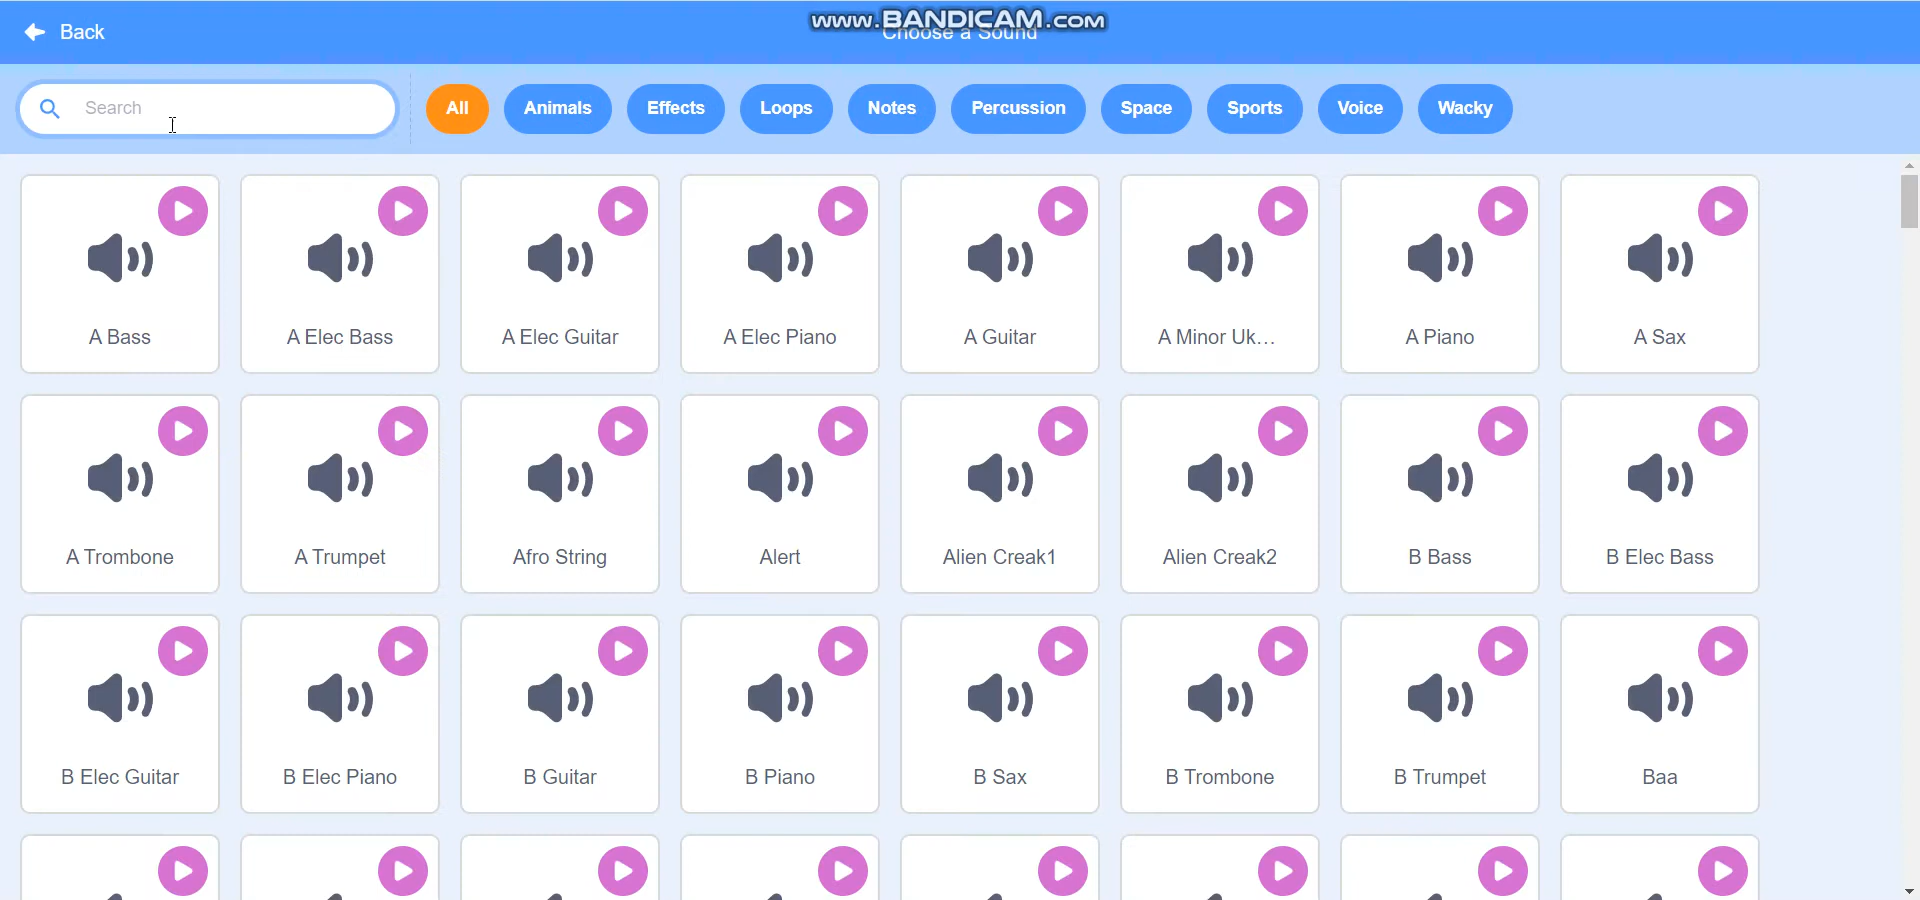 Back
www.BANDICAM.com
Choose a Sound
Search
All
Animals
Effects
Loops
Notes
Percussion
Space
Sports
Voice
Wacky
A Bass
A Elec Bass
A Elec Guitar
A Elec Piano
A Guitar
A Minor Uk...
A Piano
A Sax
A Trombone
A Trumpet
Afro String
Alert
Alien Creak1
Alien Creak2
B Bass
B Elec Bass
B Elec Guitar
B Elec Piano
B Guitar
B Piano
B Sax
B Trombone
B Trumpet
Baa